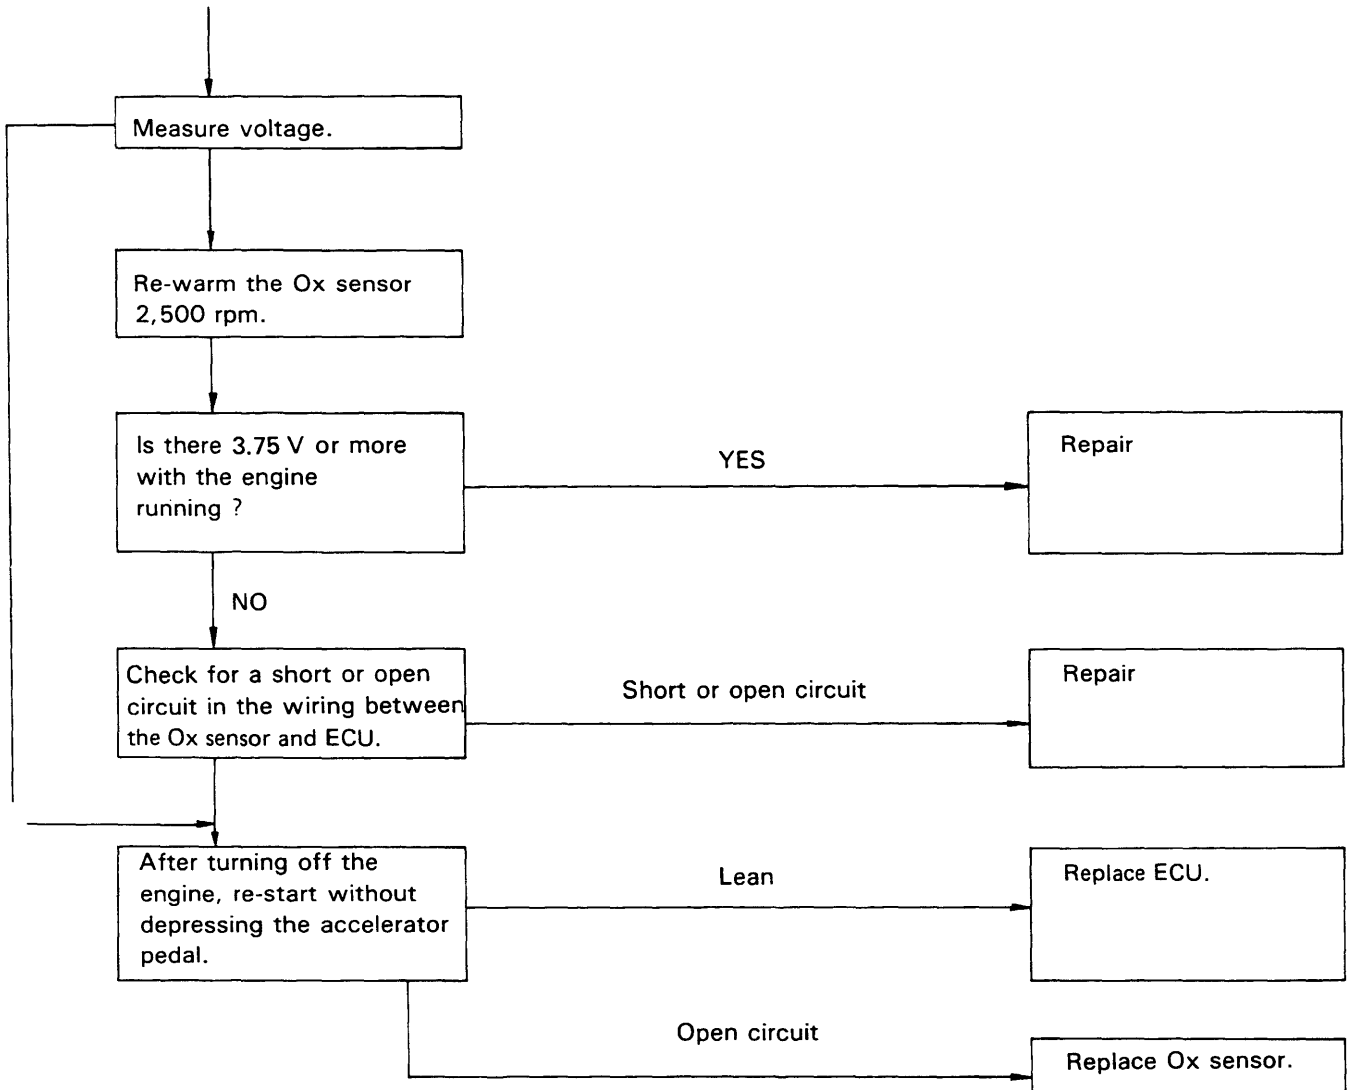 Measure voltage.
Re-warm the Ox sensor
2,500 rpm.
Is there 3.75 V or more
with the engine
running ?
YES
Repair
NO
Check for a short or open
circuit in the wiring between
the Ox sensor and ECU.
Short or open circuit
Repair
After turning off the
engine, re-start without
depressing the accelerator
pedal.
Lean
Replace ECU.
Open circuit
Replace Ox sensor.